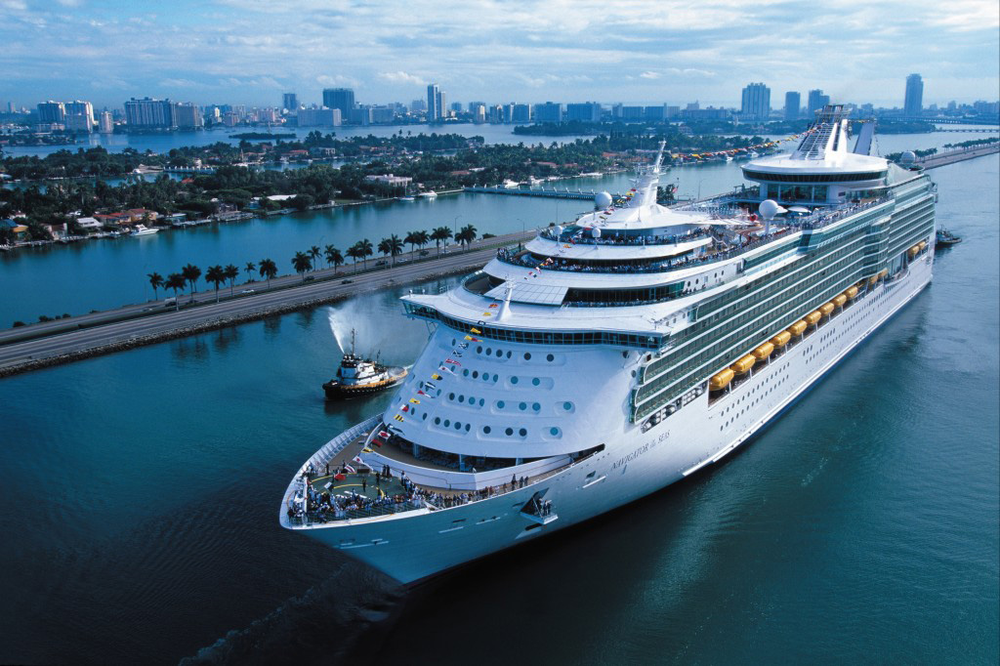 NAVIGATOR OF THE SEAS